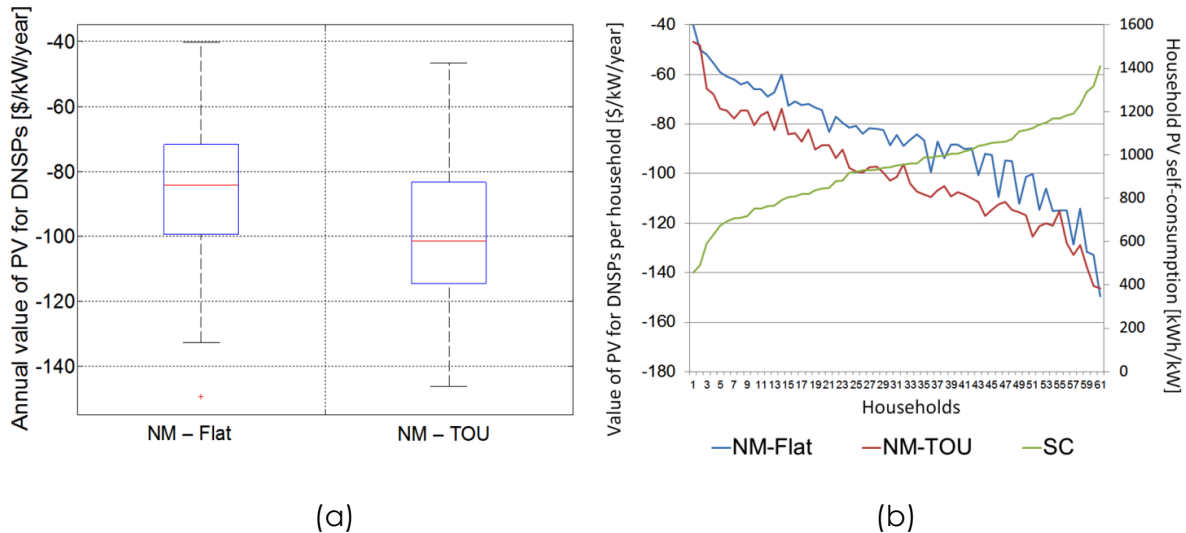 Annual value of PV for DNSPs [$/kW/year]
-40
-60
-80
-100
-120
-140
NM – Flat NM – TOU
(a)
Value of PV for DNSPs per household [$/kW/year]
-40
-60
-80
-100
-120
-140
-160
-180
1600
1400
1200
1000
800
600
400
200
0
Household PV self-consumption [kWh/kW]
1 3 5 7 9 11 13 15 17 19 21 23 25 27 29 31 33 35 37 39 41 43 45 47 49 51 53 55 57 59 61
Households
NM-Flat NM-TOU SC
(b)